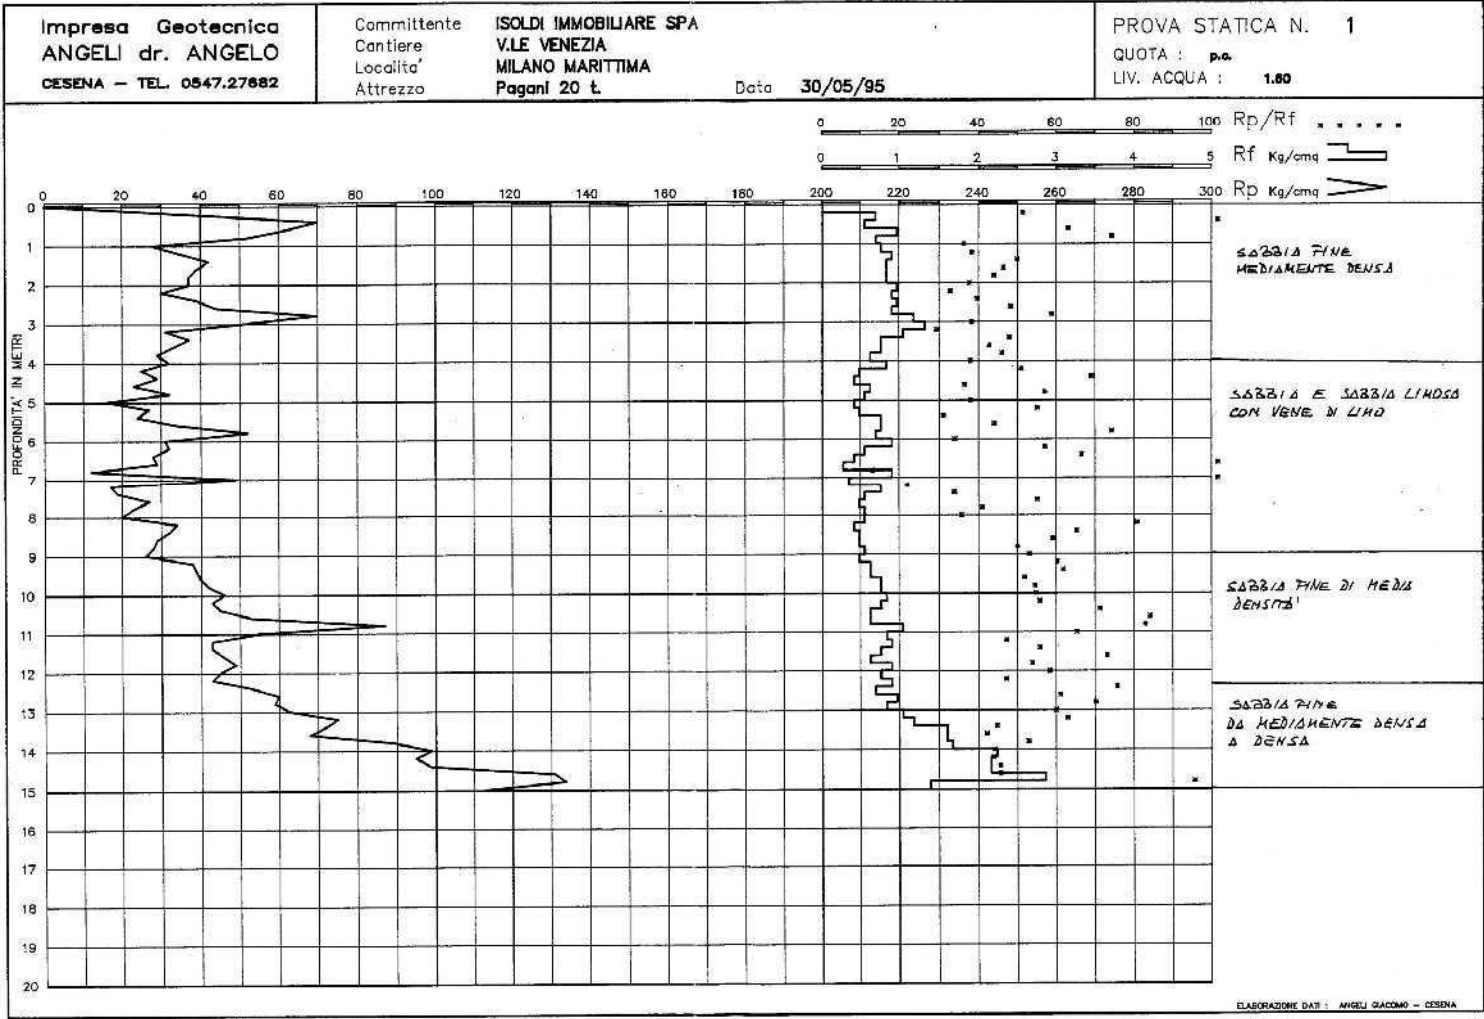 Impresa Geotecnica
ANGELI dr. ANGELO
CESENA – TEL. 0547.27682
Committente ISOLDI IMMOBILIARE SPA
Cantiere V.LE VENEZIA
Localita' MILANO MARITTIMA
Attrezzo Pagani 20 t. Data 30/05/95
PROVA STATICA N. 1
QUOTA : p.c.
LIV. ACQUA : 1.60
0 20 40 60 80 100 Rp/Rf
0 1 2 3 4 5 Rf Kg/cmq
0 20 40 60 80 100 120 140 160 180 200 220 240 260 280 300 Rp Kg/cmq
PROFONDITA' IN METRI
0
1
2
3
4
5
6
7
8
9
10
11
12
13
14
15
16
17
18
19
20
SABBIA FINE
MEDIAMENTE DENSA
SABBIA E SABBIA LIMOSA
CON VENE DI LIMO
SABBIA FINE DI MEDIA
DENSITA'
SABBIA FINE
DA MEDIAMENTE DENSA
A DENSA
ELABORAZIONE DATI : ANGELI GIACOMO – CESENA